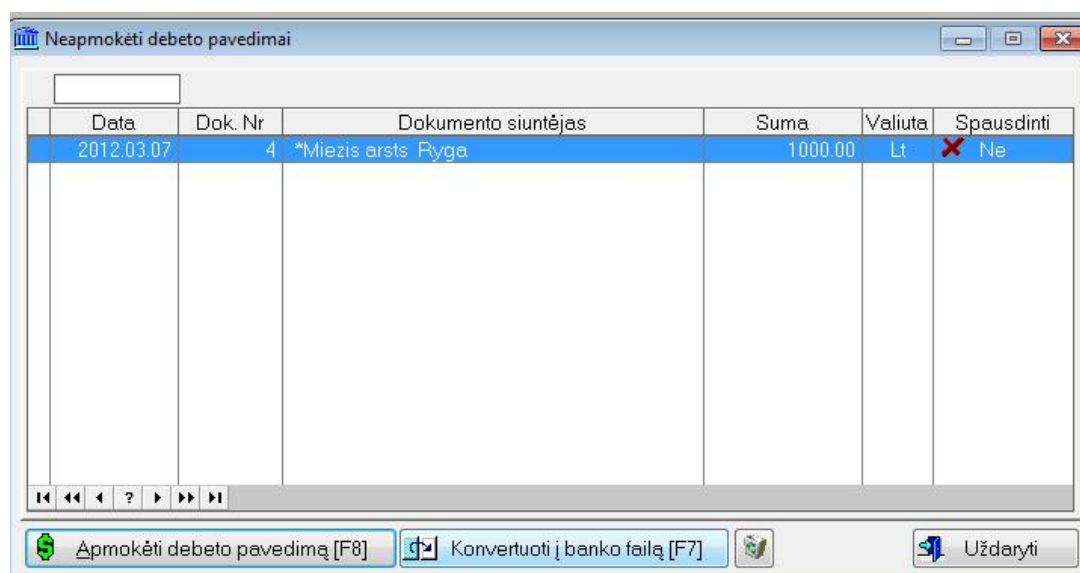 Neapmokėti debeto pavedimai
Data Dok. Nr Dokumento siuntėjas Suma Valiuta Spausdinti
2012.03.07 4 *Miezis arsts Ryga 1000.00 Lt Ne
?
Apmokėti debeto pavedimą [F8] Konvertuoti į banko failą [F7] Uždaryti